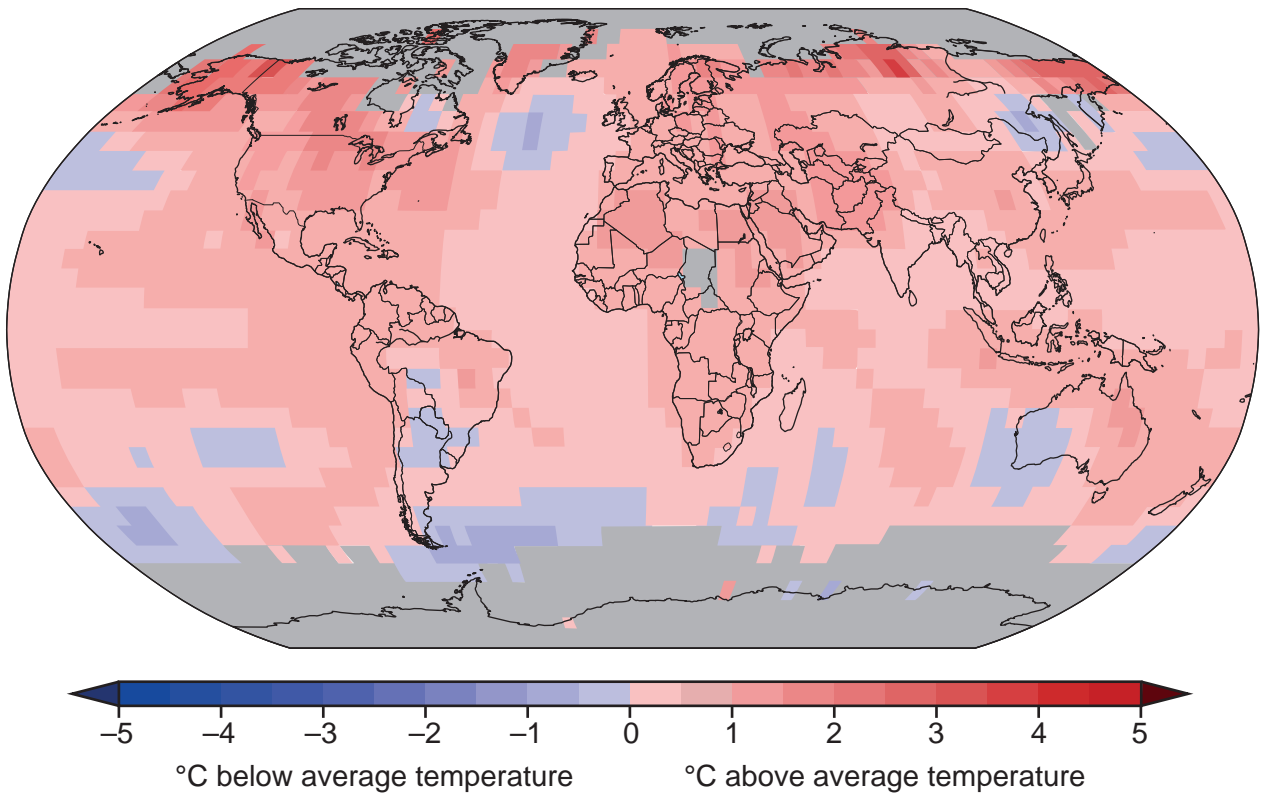 –5 –4 –3 –2 –1 0 1 2 3 4 5
°C below average temperature °C above average temperature